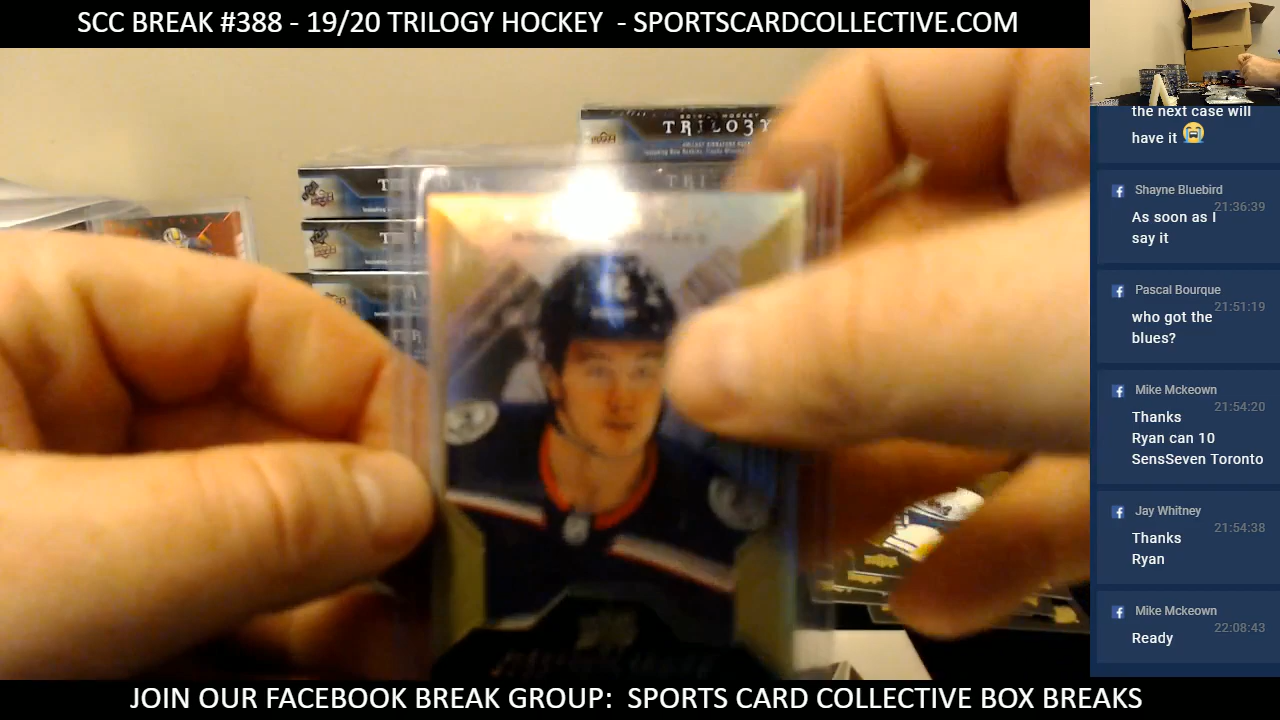 SCC BREAK #388 - 19/20 TRILOGY HOCKEY - SPORTSCARDCOLLECTIVE.COM
TRILO3Y
the next case will
have it 😭
Shayne Bluebird
21:36:39
As soon as I
say it
Pascal Bourque
21:51:19
who got the
blues?
Mike Mckeown
21:54:20
Thanks
Ryan can 10
SensSeven Toronto
Jay Whitney
21:54:38
Thanks
Ryan
Mike Mckeown
22:08:43
Ready
JOIN OUR FACEBOOK BREAK GROUP: SPORTS CARD COLLECTIVE BOX BREAKS